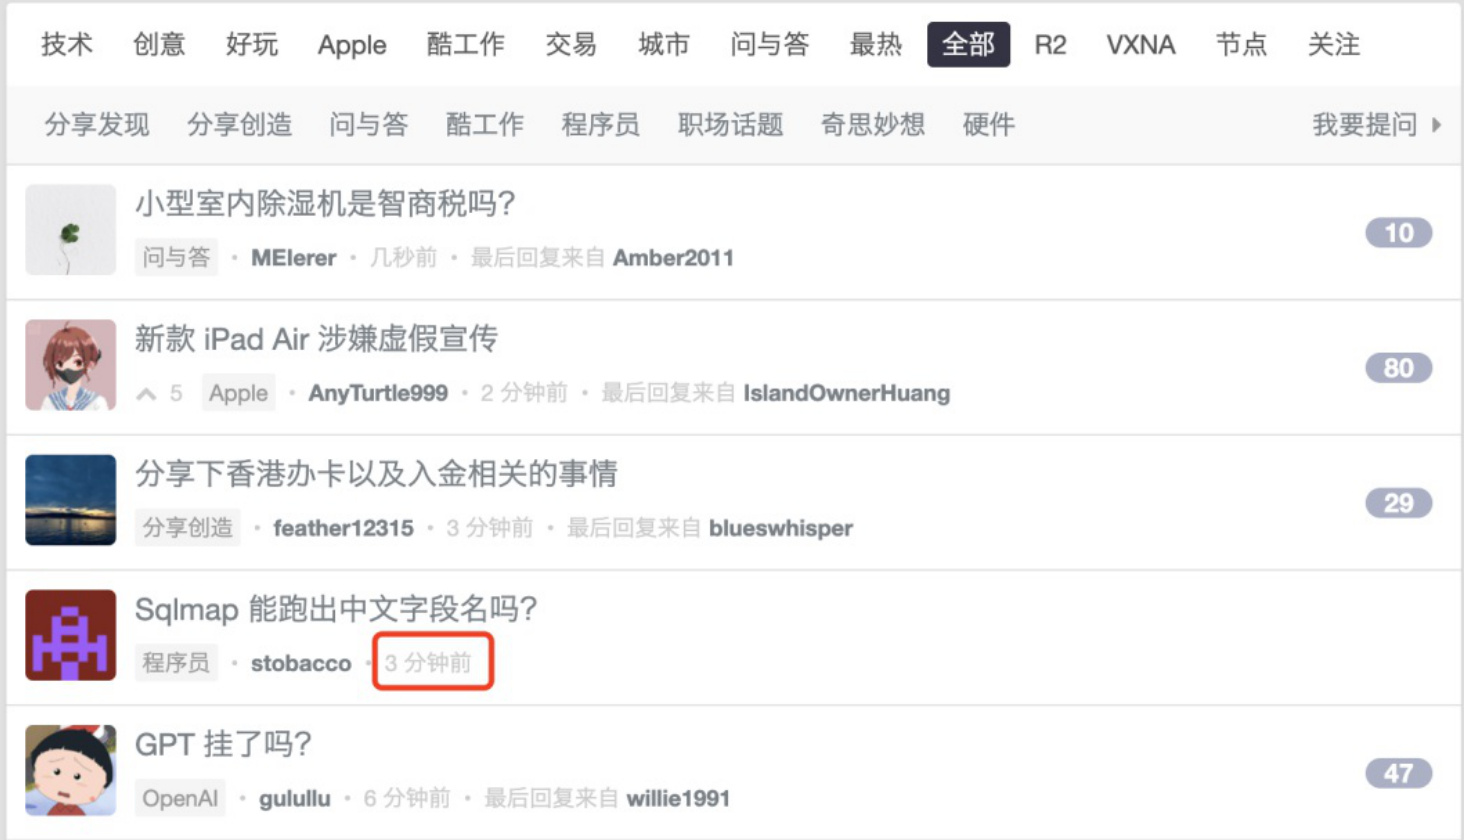 技术 创意 好玩 Apple 酷工作 交易 城市 问与答 最热 全部 R2 VXNA 节点 关注
分享发现 分享创造 问与答 酷工作 程序员 职场话题 奇思妙想 硬件 我要提问
小型室内除湿机是智商税吗?
10
问与答 • MElerer • 几秒前 • 最后回复来自 Amber2011
新款 iPad Air 涉嫌虚假宣传
80
5 Apple • AnyTurtle999 • 2 分钟前 • 最后回复来自 IslandOwnerHuang
分享下香港办卡以及入金相关的事情
29
分享创造 • feather12315 • 3 分钟前 • 最后回复来自 blueswhisper
Sqlmap 能跑出中文字段名吗?
程序员 • stobacco • 3 分钟前
GPT 挂了吗?
47
OpenAI • gulullu • 6 分钟前 • 最后回复来自 willie1991